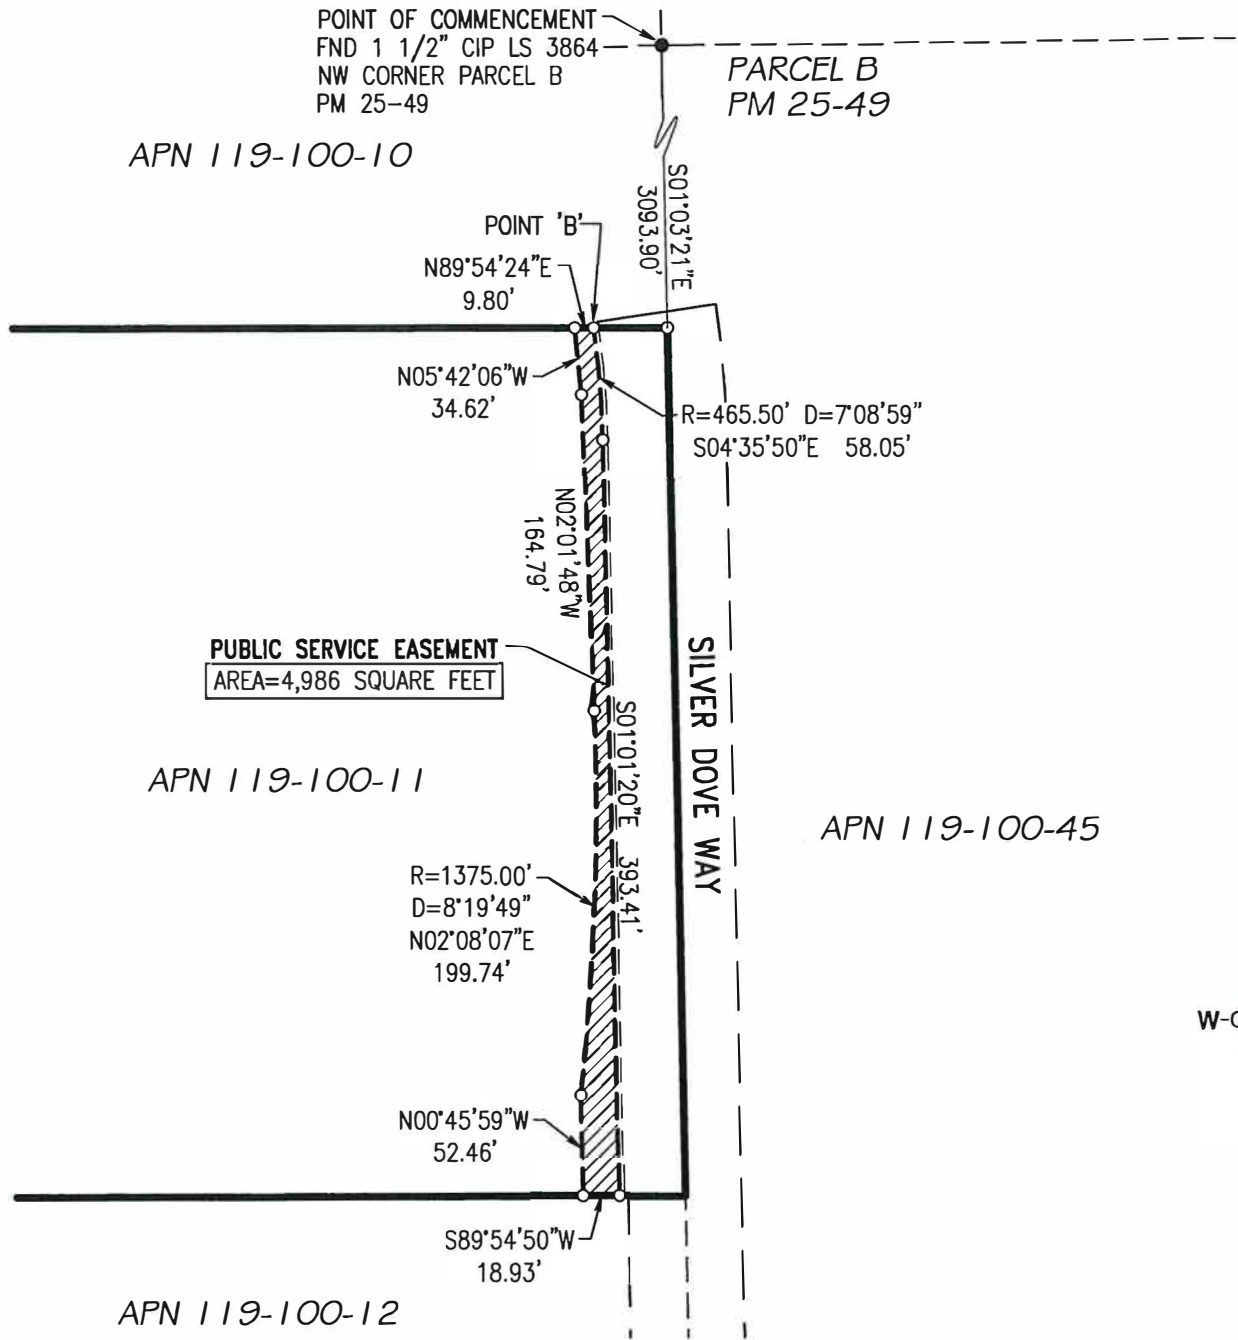 POINT OF COMMENCEMENT
FND 1 1/2" CIP LS 3864
NW CORNER PARCEL B
PM 25-49
PARCEL B
PM 25-49
APN 119-100-10
S01°03'21"E
3093.90'
POINT 'B'
N89°54'24"E
9.80'
N05°42'06"W
34.62'
R=465.50' D=7°08'59"
S04°35'50"E 58.05'
N02°01'48"W
164.79'
PUBLIC SERVICE EASEMENT
AREA=4,986 SQUARE FEET
SILVER DOVE WAY
S01°01'20"E 393.41'
APN 119-100-11
APN 119-100-45
R=1375.00'
D=8°19'49"
N02°08'07"E
199.74'
N00°45'59"W
52.46'
S89°54'50"W
18.93'
APN 119-100-12